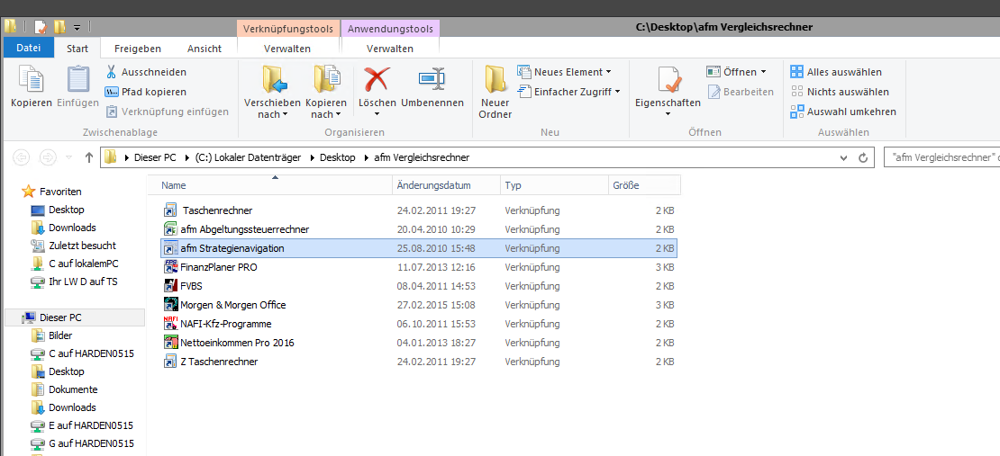 C:\Desktop\afm Vergleichsrechner
Verknüpfungstools Anwendungstools
Datei Start Freigeben Ansicht Verwalten Verwalten
Kopieren
Einfügen
Ausschneiden
Pfad kopieren
Verknüpfung einfügen
Zwischenablage
Verschieben
nach
Kopieren
nach
Löschen
Umbenennen
Organisieren
Neuer
Ordner
Neues Element
Einfacher Zugriff
Neu
Eigenschaften
Öffnen
Bearbeiten
Öffnen
Alles auswählen
Nichts auswählen
Auswahl umkehren
Auswählen
Dieser PC (C:) Lokaler Datenträger Desktop afm Vergleichsrechner
"afm Vergleichsrechner"
Favoriten
Desktop
Downloads
Zuletzt besucht
C auf lokalemPC
Ihr LW D auf TS
Dieser PC
Bilder
C auf HARDEN0515
Desktop
Dokumente
Downloads
E auf HARDEN0515
G auf HARDEN0515
Name Änderungsdatum Typ Größe
Taschenrechner 24.02.2011 19:27 Verknüpfung 2 KB
afm Abgeltungssteuerrechner 20.04.2010 10:29 Verknüpfung 2 KB
afm Strategienavigation 25.08.2010 15:48 Verknüpfung 2 KB
FinanzPlaner PRO 11.07.2013 12:16 Verknüpfung 3 KB
FVBS 08.04.2011 14:53 Verknüpfung 2 KB
Morgen & Morgen Office 27.02.2015 15:08 Verknüpfung 3 KB
NAFI-Kfz-Programme 06.10.2011 15:53 Verknüpfung 2 KB
Nettoeinkommen Pro 2016 04.01.2013 18:27 Verknüpfung 2 KB
Z Taschenrechner 24.02.2011 19:27 Verknüpfung 2 KB